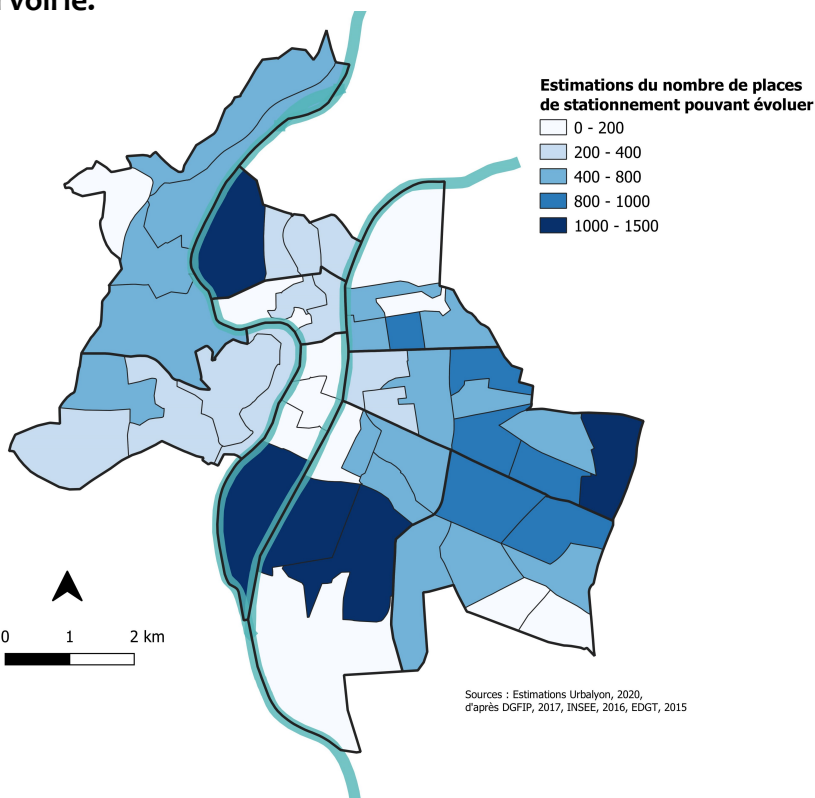 voirie.
Estimations du nombre de places
de stationnement pouvant évoluer
0 - 200
200 - 400
400 - 800
800 - 1000
1000 - 1500
0 1 2 km
Sources : Estimations Urbalyon, 2020,
d'après DGFIP, 2017, INSEE, 2016, EDGT, 2015